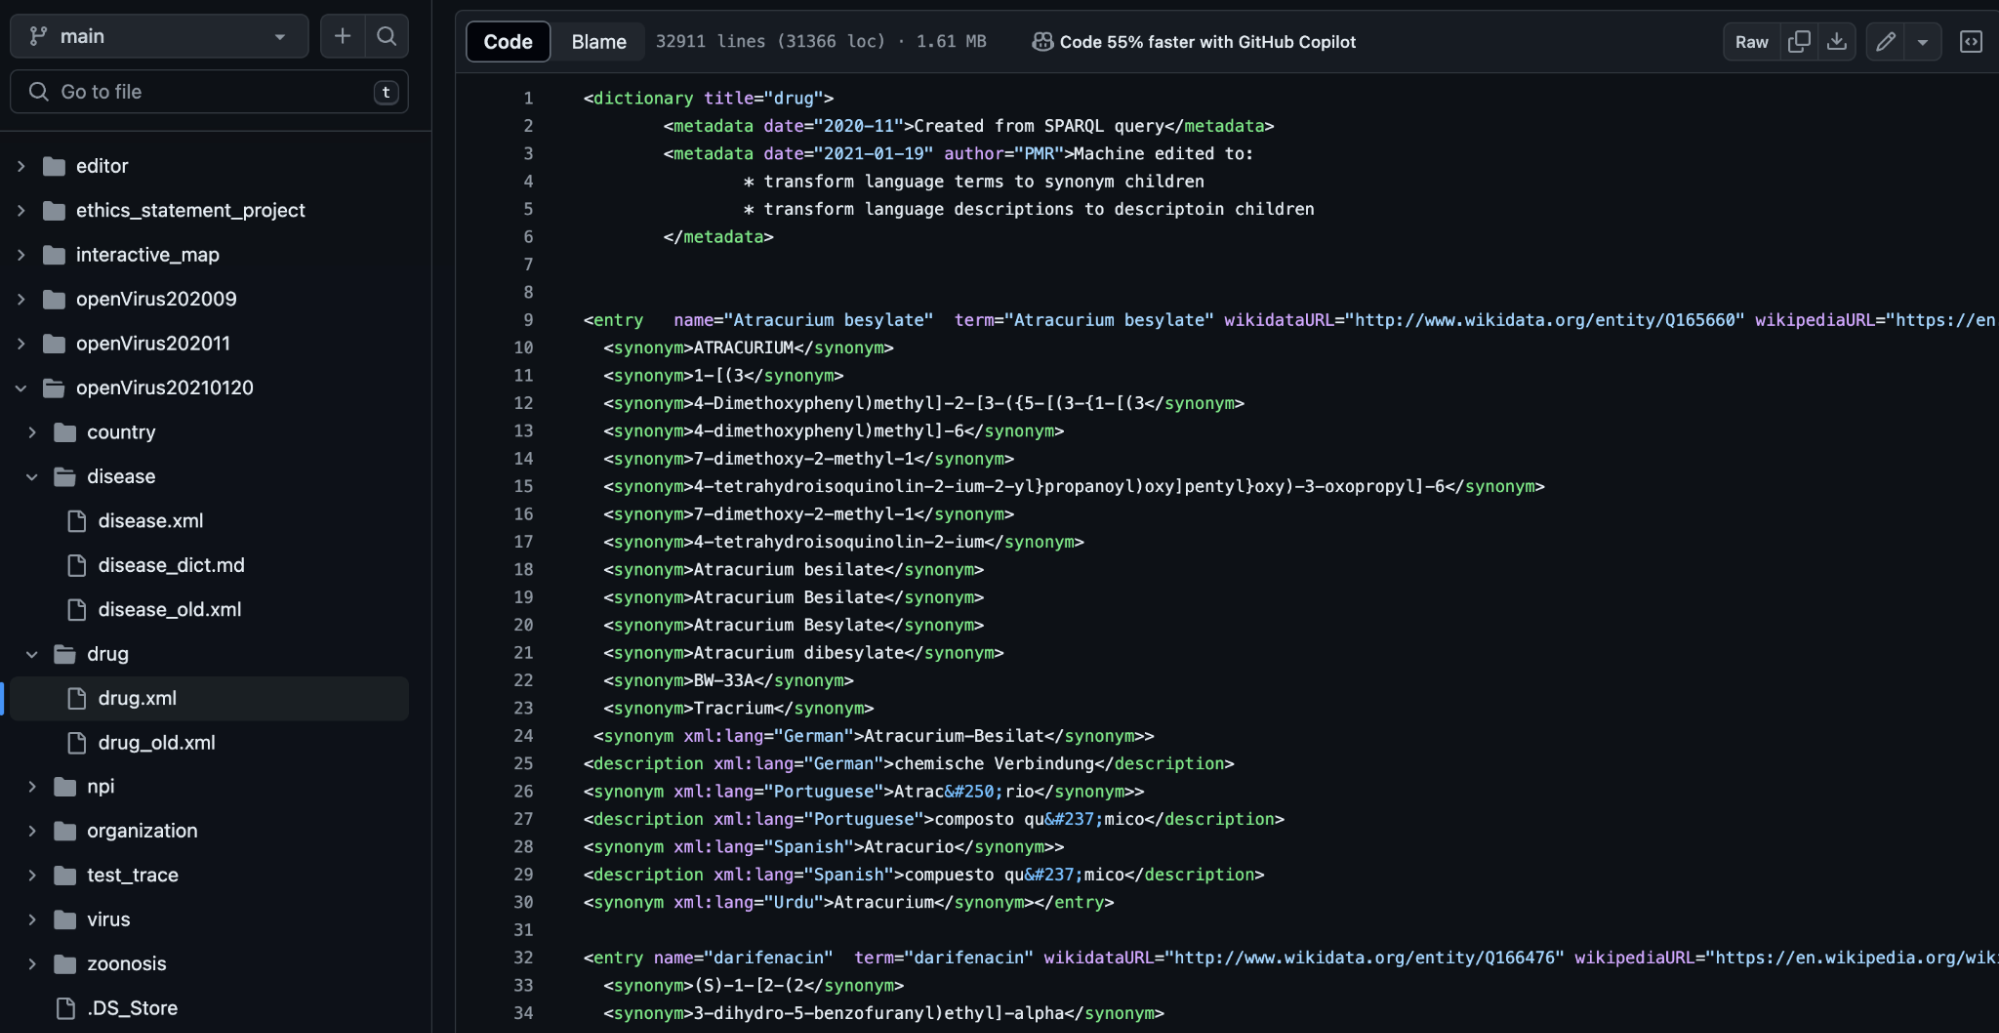 main
Go to file
t
editor
ethics_statement_project
interactive_map
openVirus202009
openVirus202011
openVirus20210120
country
disease
disease.xml
disease_dict.md
disease_old.xml
drug
drug.xml
drug_old.xml
npi
organization
test_trace
virus
zoonosis
.DS_Store
Code Blame 32911 lines (31366 loc) · 1.61 MB Code 55% faster with GitHub Copilot Raw
1 <dictionary title="drug">
2 <metadata date="2020-11">Created from SPARQL query</metadata>
3 <metadata date="2021-01-19" author="PMR">Machine edited to:
4 * transform language terms to synonym children
5 * transform language descriptions to descriptoin children
6 </metadata>
7
8
9 <entry name="Atracurium besylate" term="Atracurium besylate" wikidataURL="http://www.wikidata.org/entity/Q165660" wikipediaURL="https://en
10 <synonym>ATRACURIUM</synonym>
11 <synonym>1-[(3</synonym>
12 <synonym>4-Dimethoxyphenyl)methyl]-2-[3-({5-[(3-{1-[(3</synonym>
13 <synonym>4-dimethoxyphenyl)methyl]-6</synonym>
14 <synonym>7-dimethoxy-2-methyl-1</synonym>
15 <synonym>4-tetrahydroisoquinolin-2-ium-2-yl}propanoyl)oxy]pentyl}oxy)-3-oxopropyl]-6</synonym>
16 <synonym>7-dimethoxy-2-methyl-1</synonym>
17 <synonym>4-tetrahydroisoquinolin-2-ium</synonym>
18 <synonym>Atracurium besilate</synonym>
19 <synonym>Atracurium Besilate</synonym>
20 <synonym>Atracurium Besylate</synonym>
21 <synonym>Atracurium dibesylate</synonym>
22 <synonym>BW-33A</synonym>
23 <synonym>Tracrium</synonym>
24 <synonym xml:lang="German">Atracurium-Besilat</synonym>>
25 <description xml:lang="German">chemische Verbindung</description>
26 <synonym xml:lang="Portuguese">Atrac&#250;rio</synonym>>
27 <description xml:lang="Portuguese">composto qu&#237;mico</description>
28 <synonym xml:lang="Spanish">Atracurio</synonym>>
29 <description xml:lang="Spanish">compuesto qu&#237;mico</description>
30 <synonym xml:lang="Urdu">Atracurium</synonym></entry>
31
32 <entry name="darifenacin" term="darifenacin" wikidataURL="http://www.wikidata.org/entity/Q166476" wikipediaURL="https://en.wikipedia.org/wik
33 <synonym>(S)-1-[2-(2</synonym>
34 <synonym>3-dihydro-5-benzofuranyl)ethyl]-alpha</synonym>